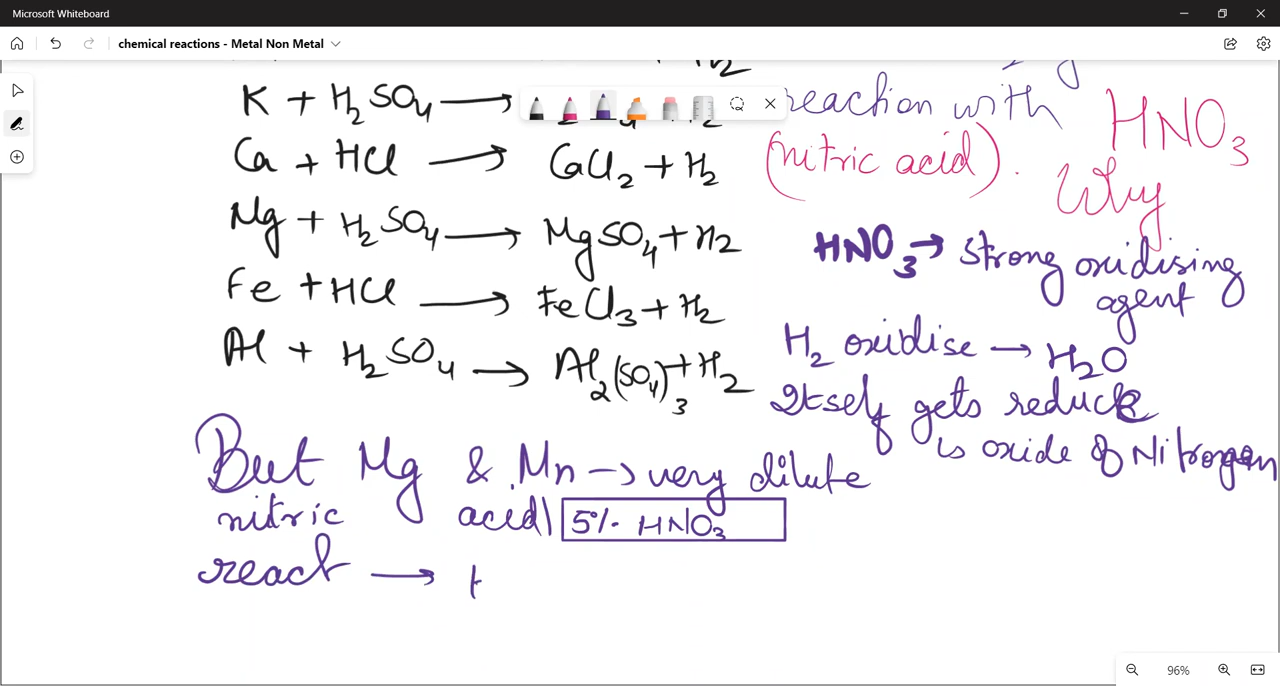 Microsoft Whiteboard
chemical reactions - Metal Non Metal
K + H2SO4 →
Ca + HCl → CaCl2 + H2
Mg + H2SO4 → MgSO4 + H2
Fe + HCl → FeCl3 + H2
Al + H2SO4 → Al2(SO4)3 + H2
reaction with HNO3
(nitric acid). Why
HNO3 → Strong oxidising
agent
H2 oxidise → H2O
Itself gets reduce
is oxide of Nitrogen
But Mg & Mn → very dilute
nitric acid 5% HNO3
react →
96%